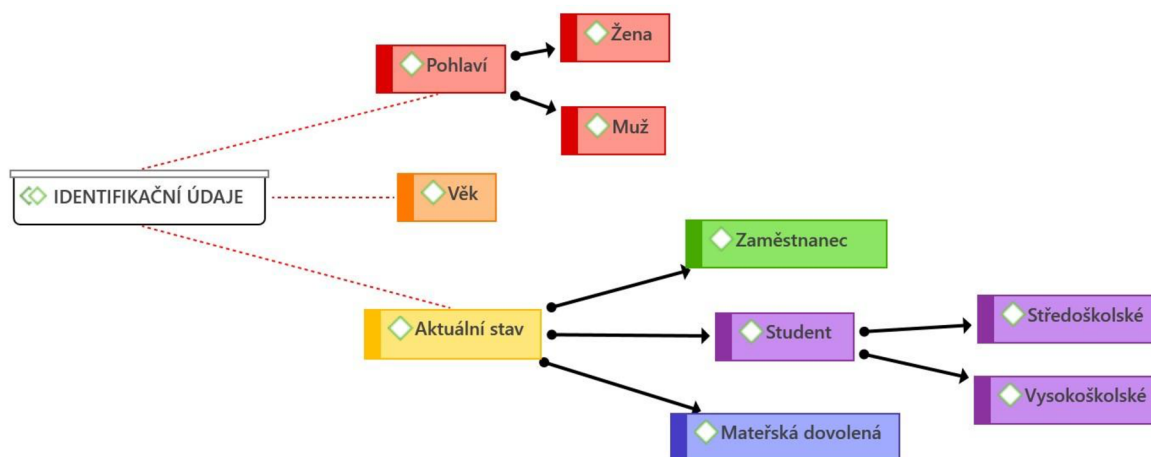 Žena
Pohlaví
Muž
IDENTIFIKAČNÍ ÚDAJE
Věk
Zaměstnanec
Aktuální stav
Student
Středoškolské
Vysokoškolské
Mateřská dovolená